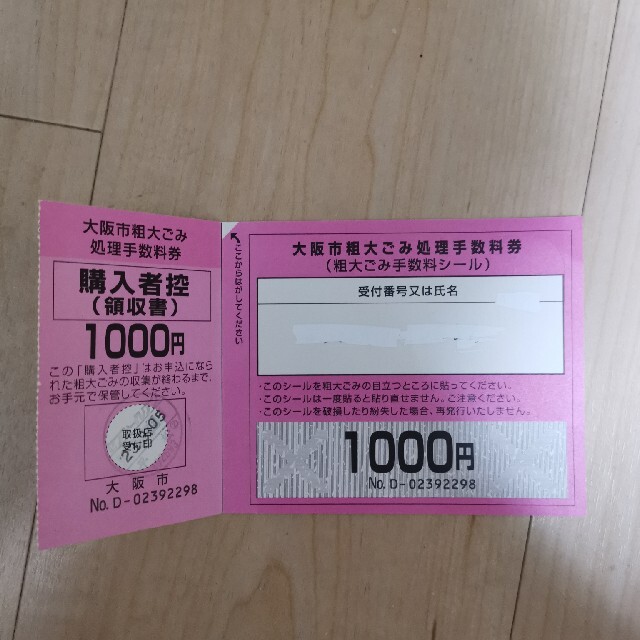 大阪市粗大ごみ
処理手数料券
購入者控
(領収書)
1000円
この「購入者控」はお申込になな
られた粗大ごみの収集が終わるまで、
お手元で保管してください。
取扱店
受付印
大阪市
No.D-02392298
ここからはがしてください
大阪市粗大ごみ処理手数料券
(粗大ごみ手数料シール)
受付番号又は氏名
・このシールを粗大ごみの目立つところに貼ってください。
・このシールは一度貼ると貼り直せません。ご注意ください。
・このシールを破損したり紛失した場合、再発行いたしません。
1000円
No.D-02392298